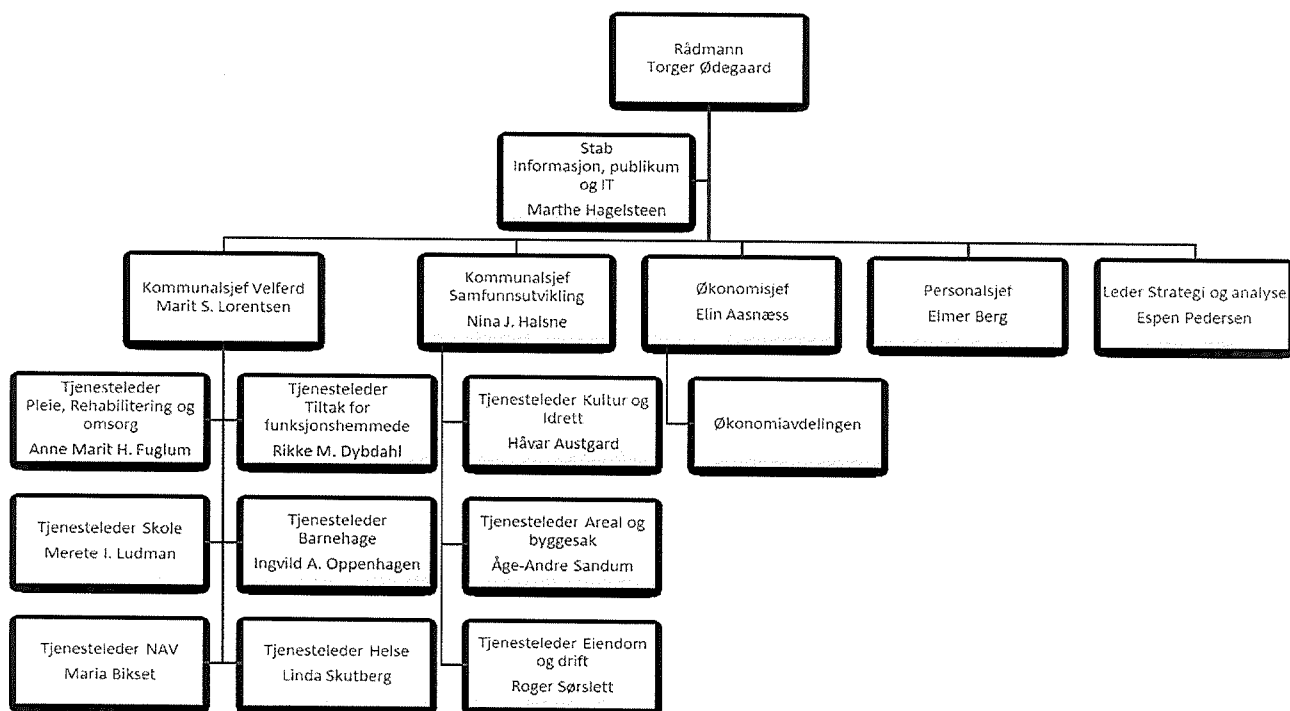 Rådmann
Torger Ødegaard
Stab
Informasjon, publikum
og IT
Marthe Hagelsteen
Kommunalsjef Velferd
Marit S. Lorentsen
Kommunalsjef
Samfunnsutvikling
Nina J. Halsne
Økonomisjef
Elin Aasnæss
Personalsjef
Elmer Berg
Leder Strategi og analyse
Espen Pedersen
Tjenesteleder
Pleie, Rehabilitering og
omsorg
Anne Marit H. Fuglum
Tjenesteleder
Tiltak for
funksjonshemmede
Rikke M. Dybdahl
Tjenesteleder Kultur og
Idrett
Håvar Austgard
Økonomiavdelingen
Tjenesteleder Skole
Merete I. Ludman
Tjenesteleder
Barnehage
Ingvild A. Oppenhagen
Tjenesteleder Areal og
byggesak
Åge-Andre Sandum
Tjenesteleder NAV
Maria Bikset
Tjenesteleder Helse
Linda Skutberg
Tjenesteleder Eiendom
og drift
Roger Sørslett